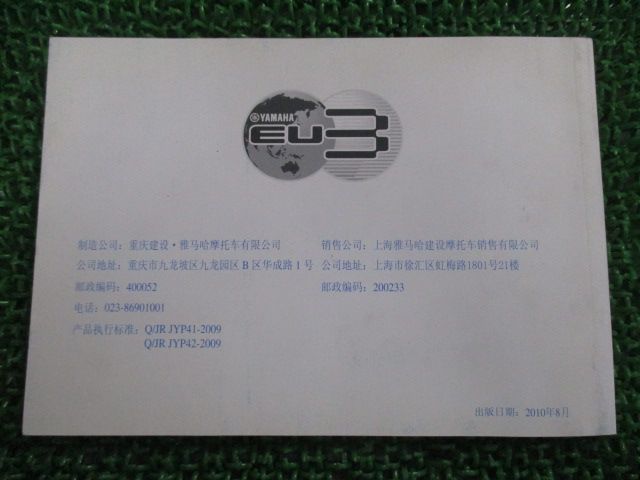 YAMAHA
EU3
制造公司：重庆建设·雅马哈摩托车有限公司
公司地址：重庆市九龙坡区九龙园区B区华成路1号
邮政编码：400052
电话：023-86901001
产品执行标准：Q/JR JYP41-2009
Q/JR JYP42-2009
销售公司：上海雅马哈建设摩托车销售有限公司
公司地址：上海市徐汇区虹梅路1801号21楼
邮政编码：200233
出版日期：2010年8月